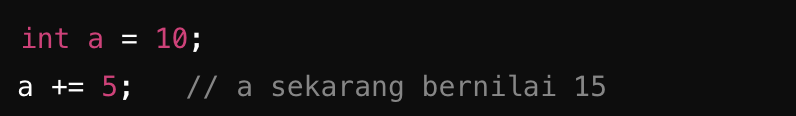 int a = 10;
a += 5;   // a sekarang bernilai 15